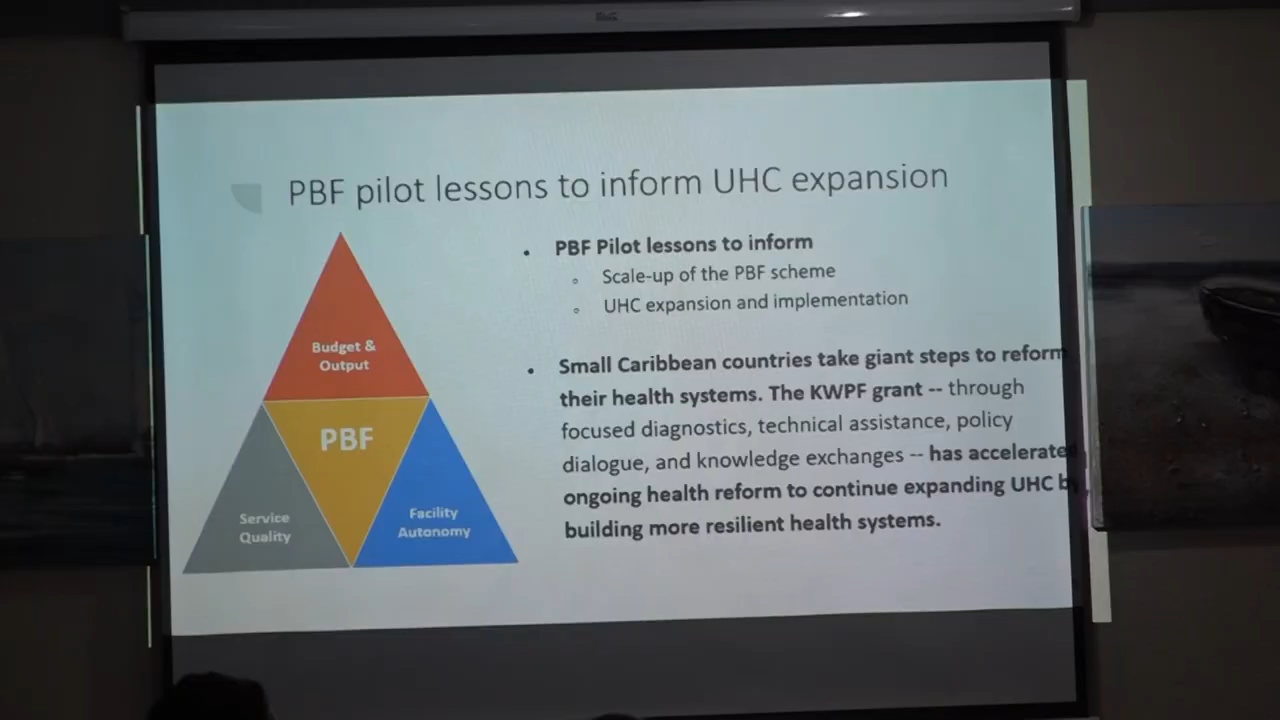 PBF pilot lessons to inform UHC expansion
Budget &
Output
PBF
Service
Quality
Facility
Autonomy
• PBF Pilot lessons to inform
◦ Scale-up of the PBF scheme
◦ UHC expansion and implementation
• Small Caribbean countries take giant steps to reform
their health systems. The KWPF grant -- through
focused diagnostics, technical assistance, policy
dialogue, and knowledge exchanges -- has accelerated
ongoing health reform to continue expanding UHC by
building more resilient health systems.